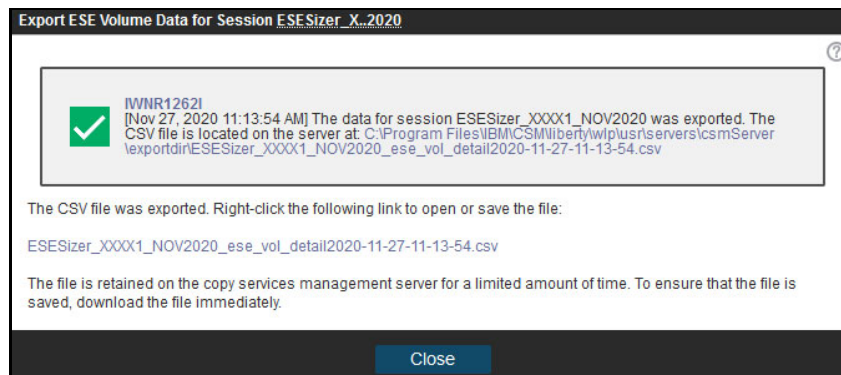 Export ESE Volume Data for Session ESESizer_X..2020
?
IWNR1262I
[Nov 27, 2020 11:13:54 AM] The data for session ESESizer_XXXX1_NOV2020 was exported. The
CSV file is located on the server at: C:\Program Files\IBM\CSM\liberty\wlp\usr\servers\csmServer
\exportdir\ESESizer_XXXX1_NOV2020_ese_vol_detail2020-11-27-11-13-54.csv
The CSV file was exported. Right-click the following link to open or save the file:
ESESizer_XXXX1_NOV2020_ese_vol_detail2020-11-27-11-13-54.csv
The file is retained on the copy services management server for a limited amount of time. To ensure that the file is
saved, download the file immediately.
Close